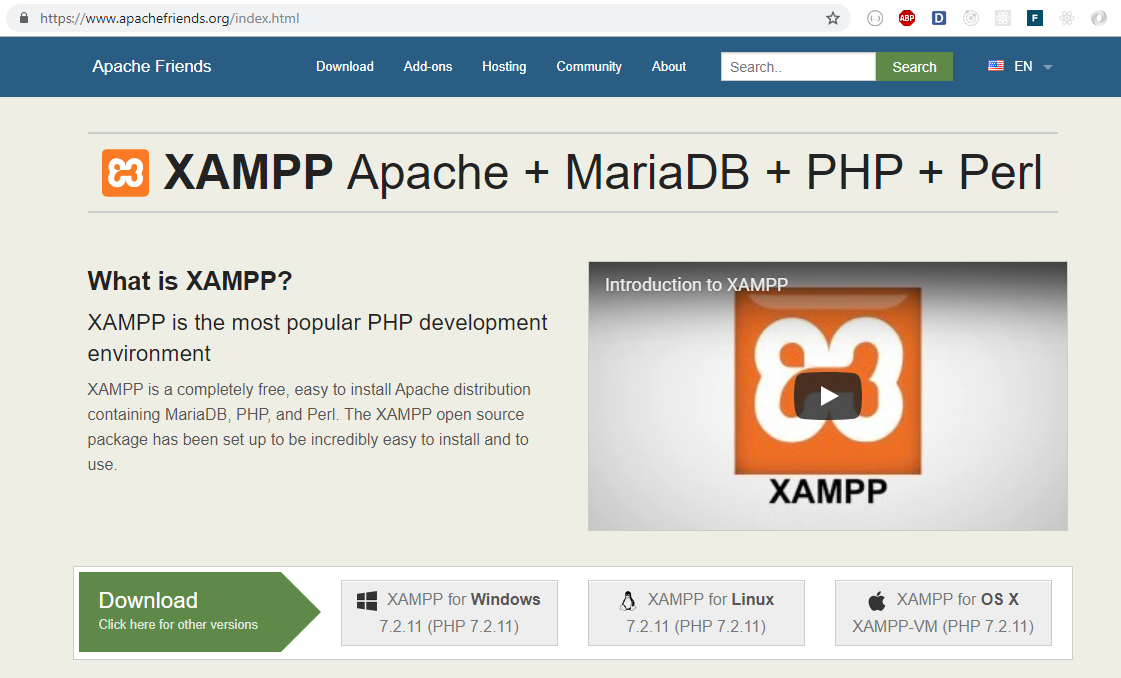 https://www.apachefriends.org/index.html
ABP
D
F
Apache Friends
Download
Add-ons
Hosting
Community
About
Search..
Search
EN
XAMPP Apache + MariaDB + PHP + Perl
What is XAMPP?
XAMPP is the most popular PHP development
environment
XAMPP is a completely free, easy to install Apache distribution
containing MariaDB, PHP, and Perl. The XAMPP open source
package has been set up to be incredibly easy to install and to
use.
Introduction to XAMPP
XAMPP
Download
Click here for other versions
XAMPP for Windows
7.2.11 (PHP 7.2.11)
XAMPP for Linux
7.2.11 (PHP 7.2.11)
XAMPP for OS X
XAMPP-VM (PHP 7.2.11)